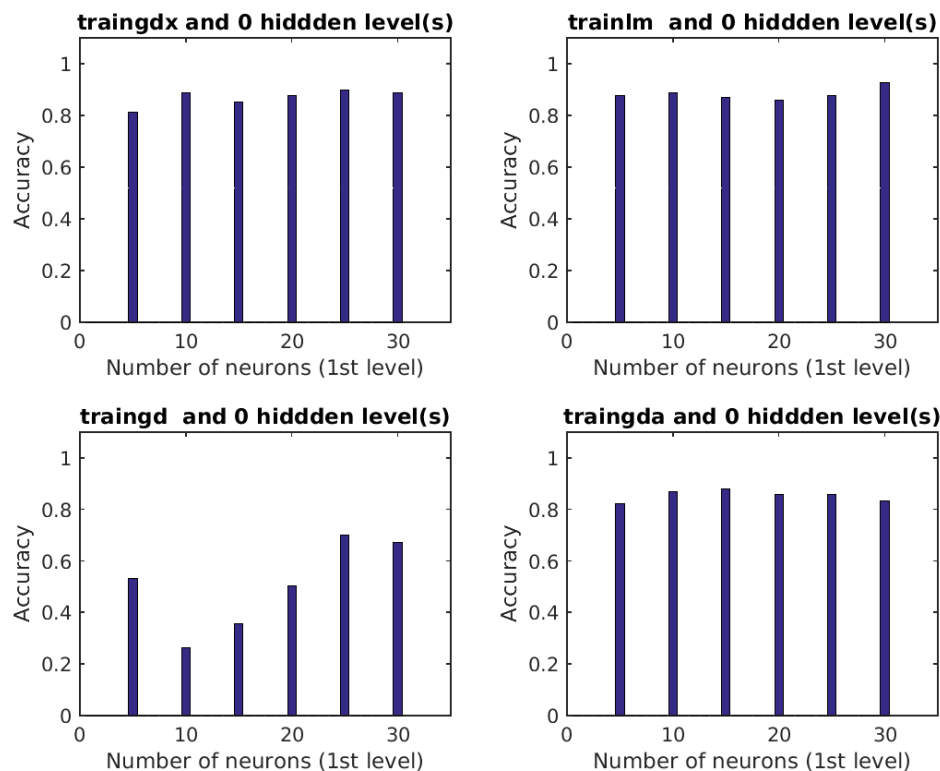 traingdx and 0 hiddden level(s)
1
0.8
0.6
0.4
0.2
0
Accuracy
0 10 20 30
Number of neurons (1st level)
trainlm and 0 hiddden level(s)
1
0.8
0.6
0.4
0.2
0
Accuracy
0 10 20 30
Number of neurons (1st level)
traingd and 0 hiddden level(s)
1
0.8
0.6
0.4
0.2
0
Accuracy
0 10 20 30
Number of neurons (1st level)
traingda and 0 hiddden level(s)
1
0.8
0.6
0.4
0.2
0
Accuracy
0 10 20 30
Number of neurons (1st level)